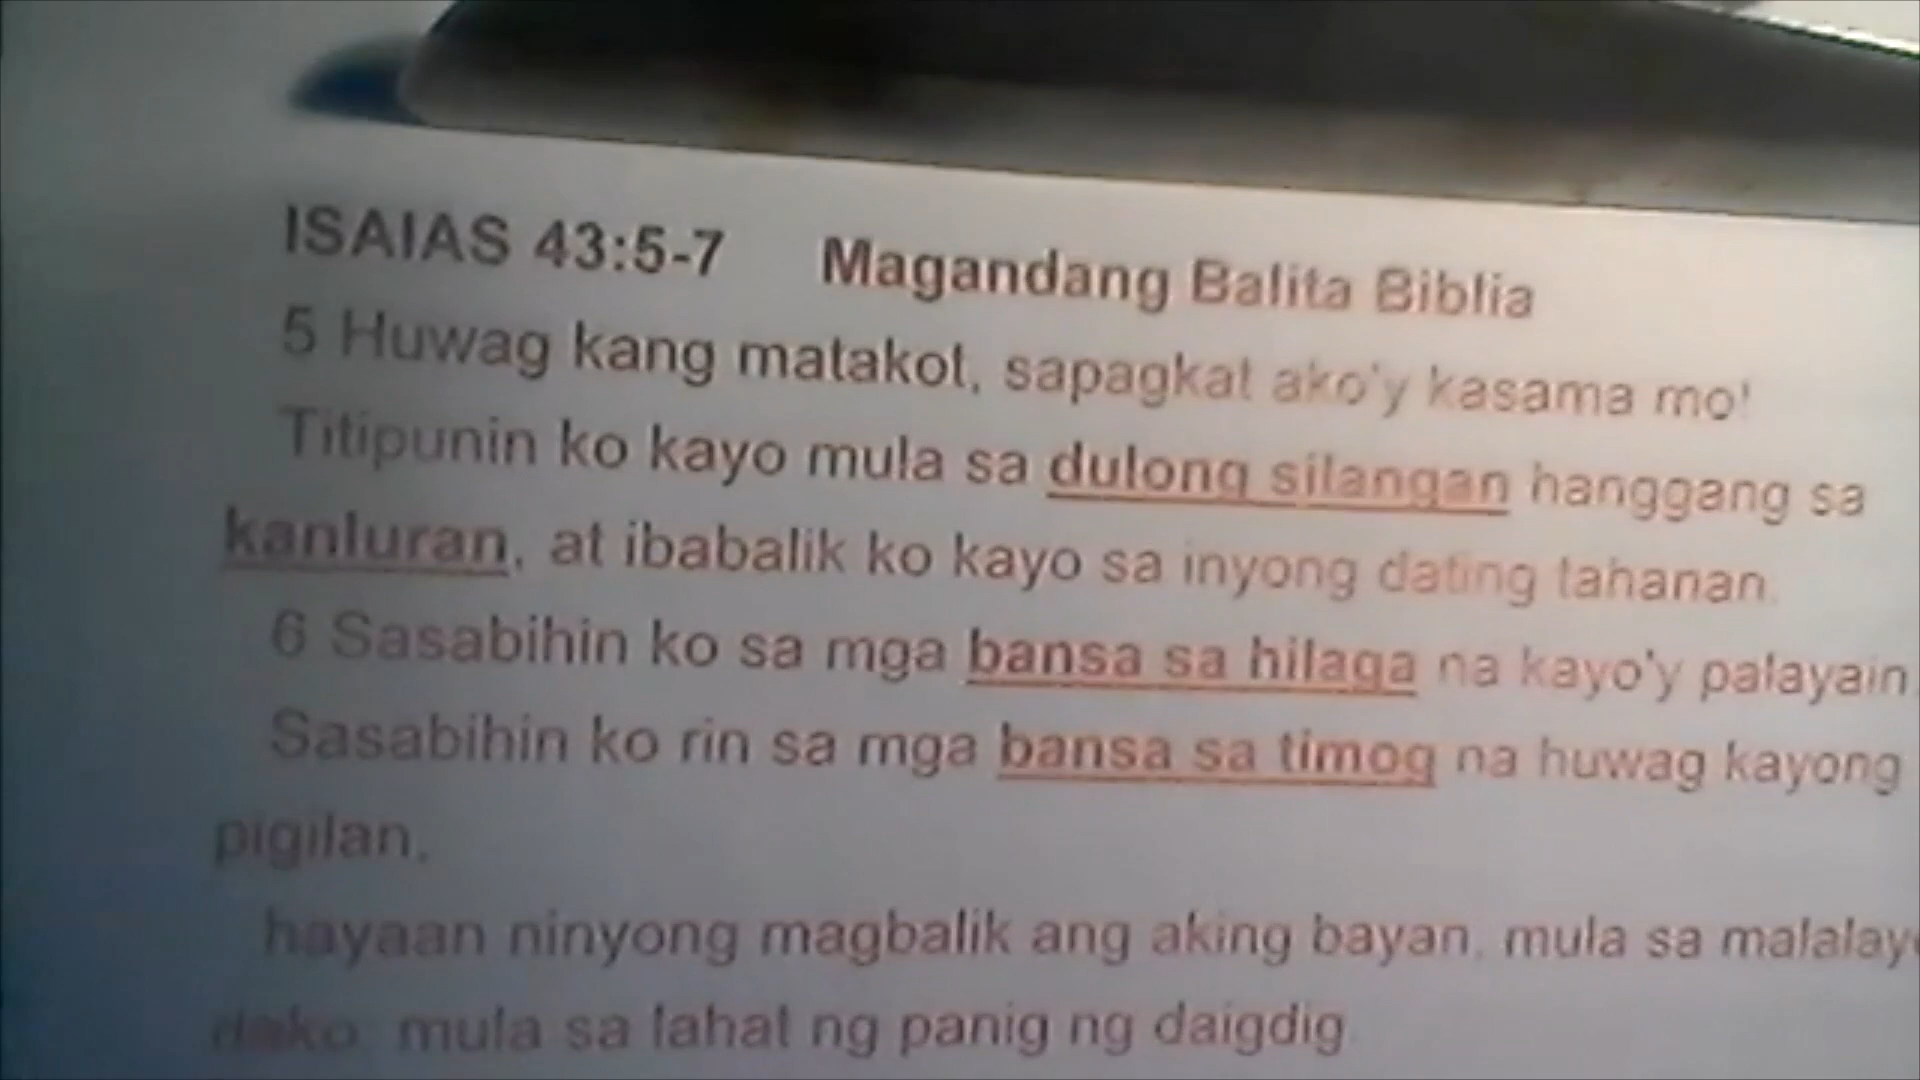 ISAIAS 43:5-7 Magandang Balita Biblia
5 Huwag kang matakot, sapagkat ako'y kasama mo!
Titipunin ko kayo mula sa dulong silangan hanggang sa
kanluran, at ibabalik ko kayo sa inyong dating tahanan.
6 Sasabihin ko sa mga bansa sa hilaga na kayo'y palayain.
Sasabihin ko rin sa mga bansa sa timog na huwag kayong
pigilan,
hayaan ninyong magbalik ang aking bayan, mula sa
dako mula sa lahat ng panig ng daigdig